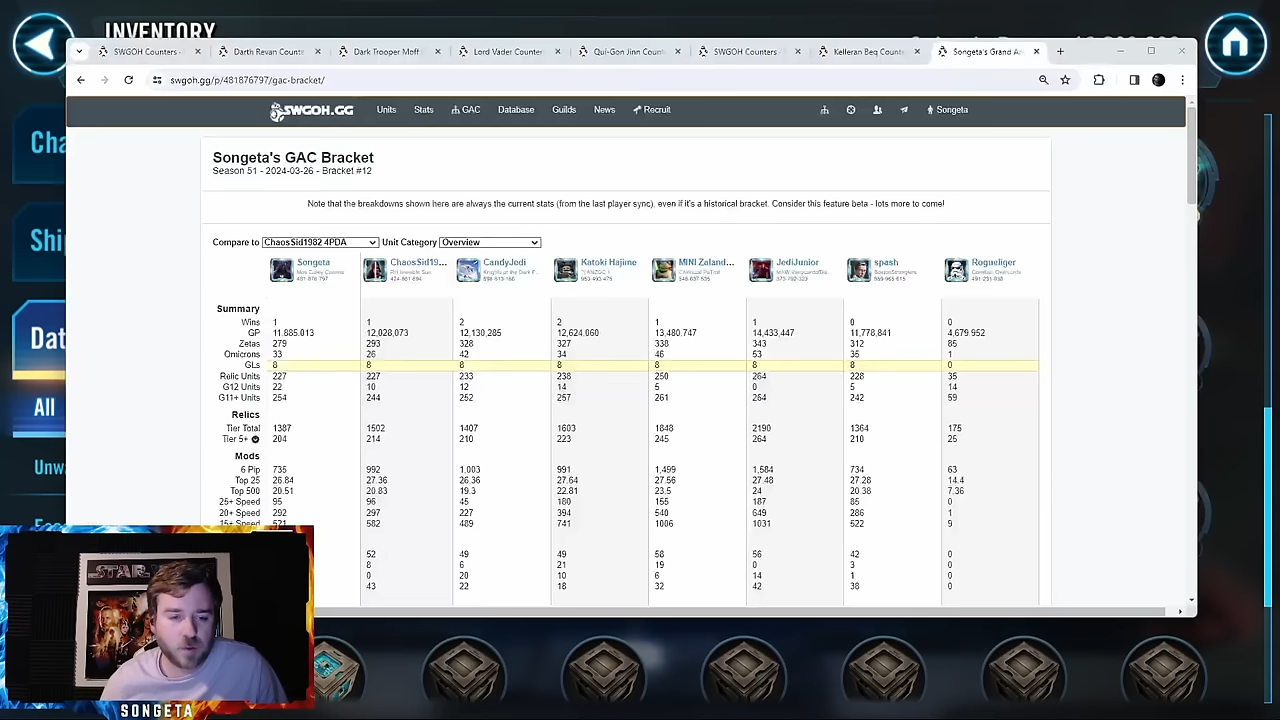 INVENTORY
SWGOH Counters -
Darth Revan Counte
Dark Trooper Moff
Lord Vader Counter
Qui-Gon Jinn Count
SWGOH Counters
Kelleran Beq Counte
Songeta's Grand Ar
swgoh.gg/p/481876797/gac-bracket/
SWGOH.GG Units Stats GAC Database Guilds News Recruit Songeta
Songeta's GAC Bracket
Season 51 - 2024-03-26 - Bracket #12
Note that the breakdowns shown here are always the current stats (from the last player sync), even if it's a historical bracket. Consider this feature beta - lots more to come!
Compare to ChaosSid1982 4PDA Unit Category Overview
Songeta ChaosSid19... CandyJedi Katoki Hajime MINI Zaland... JediJunior spash Rogueliger
Summary
Wins 1 1 2 2 1 1 0 0
GP 11,885,013 12,028,073 12,130,285 12,624,060 13,480,747 14,433,447 11,778,841 4,679,952
Zetas 279 293 328 327 338 343 312 85
Omicrons 33 26 42 34 46 53 35 1
GLs 8 8 8 8 8 8 8 0
Relic Units 227 227 233 238 250 264 228 35
G12 Units 22 10 12 14 5 0 5 14
G11+ Units 254 244 252 257 261 264 242 59
Relics
Tier Total 1387 1502 1407 1603 1848 2190 1364 175
Tier 5+ 204 214 210 223 245 264 210 25
Mods
6 Pip 735 992 1,003 991 1,499 1,584 734 63
Top 25 26.84 27.36 26.36 27.64 27.56 27.48 27.28 14.4
Top 500 20.51 20.83 19.3 22.81 23.5 24 20.38 7.36
25+ Speed 95 96 45 180 155 187 85 0
20+ Speed 292 297 227 394 540 649 286 1
15+ Speed 521 582 489 741 1006 1031 522 9
52 49 49 58 56 42 0
8 6 21 19 0 3 0
0 20 10 6 14 1 0
43 22 18 32 42 38 0
Cha
Shi
Dat
All
Unw
STAR
SONGETA